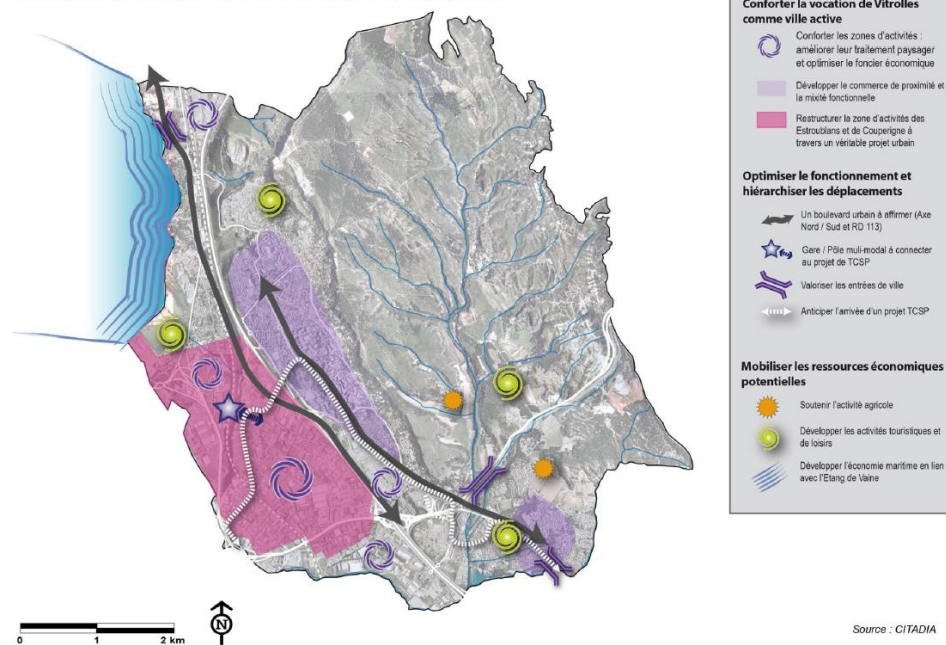 Conforter la vocation de Vitrolles
comme ville active
Conforter les zones d'activités :
améliorer leur traitement paysager
et optimiser le foncier économique
Développer le commerce de proximité et
la mixité fonctionnelle
Restructurer la zone d'activités des
Estroublans et de Couperigne à
travers un véritable projet urbain
Optimiser le fonctionnement et
hiérarchiser les déplacements
Un boulevard urbain à affirmer (Axe
Nord / Sud et RD 113)
Gare / Pôle muli-modal à connecter
au projet de TCSP
Valoriser les entrées de ville
Anticiper l'arrivée d'un projet TCSP
Mobiliser les ressources économiques
potentielles
Soutenir l'activité agricole
Développer les activités touristiques et
de loisirs
Développer l'économie maritime en lien
avec l'Etang de Vaine
0 1 2 km
N
Source : CITADIA